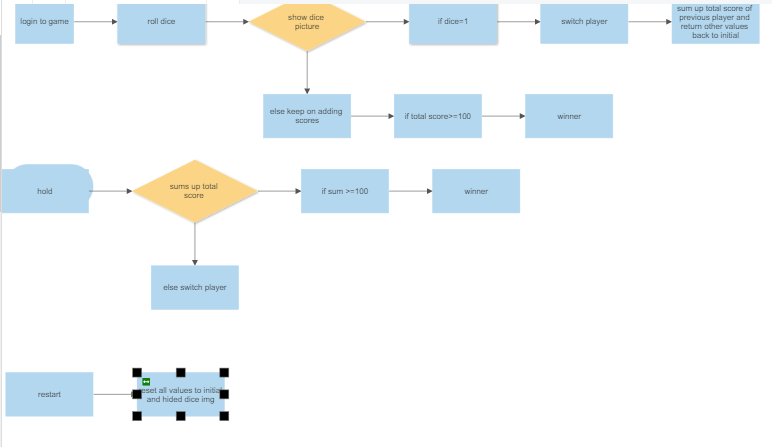 login to game
roll dice
show dice
picture
if dice=1
switch player
sum up total score of
previous player and
return other values
back to initial
else keep on adding
scores
if total score>=100
winner
hold
sums up total
score
if sum >=100
winner
else switch player
restart
eset all values to initial
and hided dice img